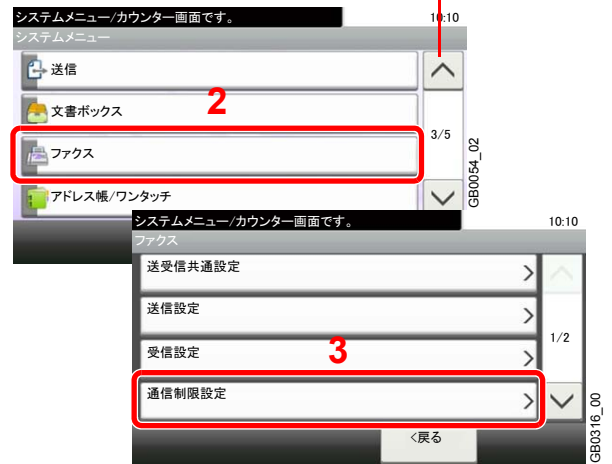 システムメニュー/カウンター画面です。
10:10
システムメニュー
送信
文書ボックス
2
ファクス
3/5
アドレス帳/ワンタッチ
GB0054_02
システムメニュー/カウンター画面です。
10:10
ファクス
送受信共通設定
送信設定
受信設定
3
1/2
通信制限設定
<戻る
GB0316_00